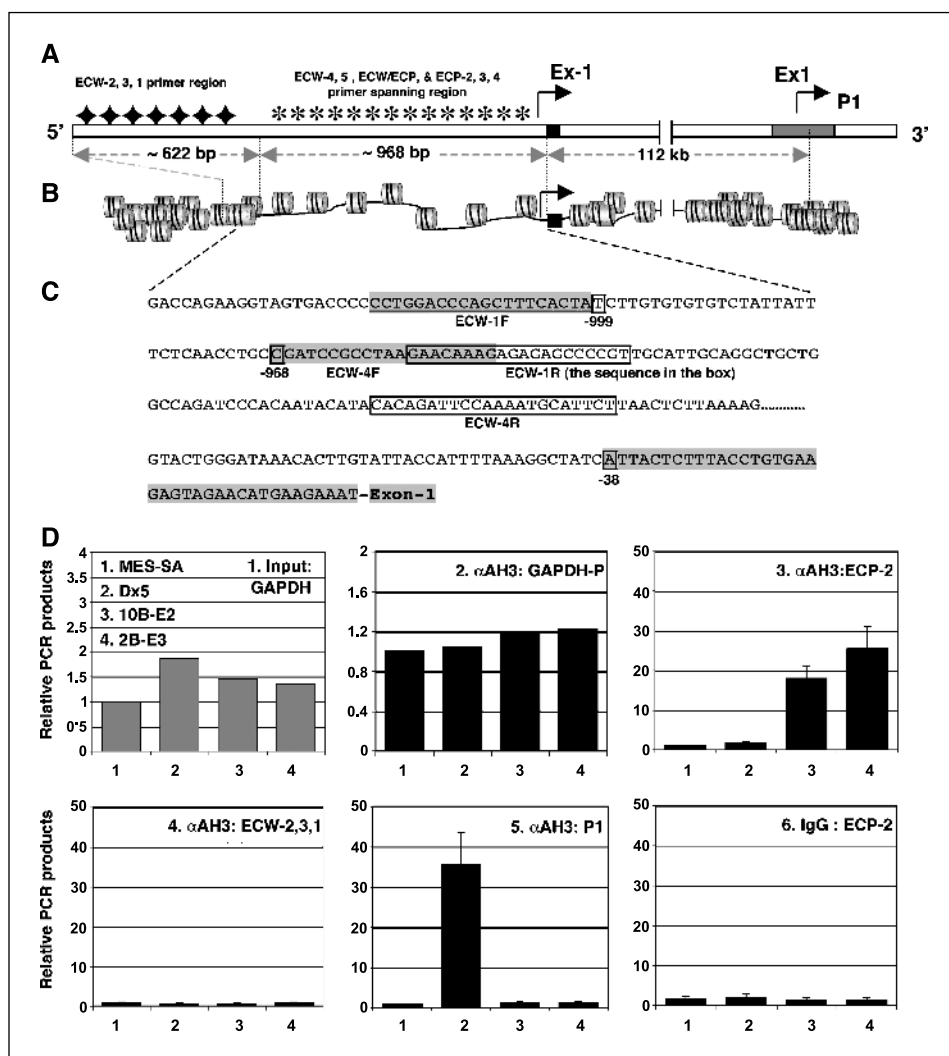 A
ECW-2, 3, 1 primer region
ECW-4, 5 , ECW/ECP, & ECP-2, 3, 4
primer spanning region
Ex-1
Ex1
P1
5’
3’
~ 622 bp
~ 968 bp
112 kb
B
C
GACCAGAAGGTAGTGACCCCCCTGGACCCAGCTTTCACTATCTTGTGTGTGTCTATTATT
ECW-1F
-999
TCTCAACCTGCCGATCCGCCTAAGAACAAAGAGAGAGCCCCGTTGCATTGCAGGCTGCTG
-968
ECW-4F
ECW-1R (the sequence in the box)
GCCAGATCCCACAATACATACACAGATTCCAAAATGCATTCTTAACTCTTAAAAG...........
ECW-4R
GTACTGGGATAAACACTTGTATTACCATTTTAAAGGCTATCATTACTCTTTACCTGTGAA
-38
GAGTAGAACATGAAGAAAT-Exon-1
D
Relative PCR products
4
3.5
3
2.5
2
1.5
1
0.5
0
1. MES-SA
2. Dx5
3. 10B-E2
4. 2B-E3
1. Input:
GAPDH
1 2 3 4
2
1.6
1.2
0.8
0.4
0
2. αAH3: GAPDH-P
1 2 3 4
50
40
30
20
10
0
3. αAH3:ECP-2
1 2 3 4
Relative PCR products
50
40
30
20
10
0
4. αAH3: ECW-2,3,1
1 2 3 4
50
40
30
20
10
0
5. αAH3: P1
1 2 3 4
50
40
30
20
10
0
6. IgG : ECP-2
1 2 3 4